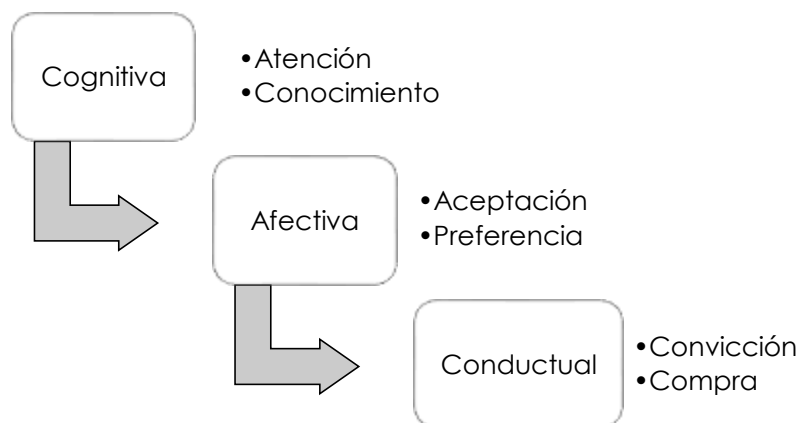 Cognitiva
•Atención
•Conocimiento
Afectiva
•Aceptación
•Preferencia
Conductual
•Convicción
•Compra